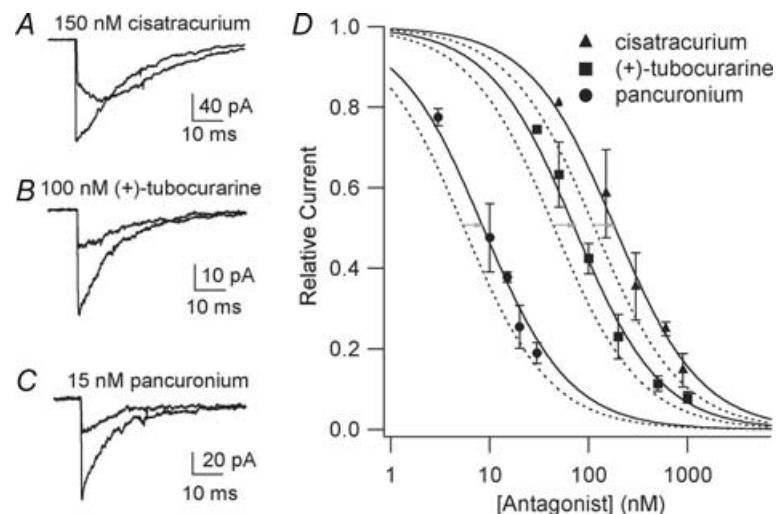 A 150 nM cisatracurium
40 pA
10 ms
B 100 nM (+)-tubocurarine
10 pA
10 ms
C 15 nM pancuronium
20 pA
10 ms
D
cisatracurium
(+)-tubocurarine
pancuronium
Relative Current
1.0
0.8
0.6
0.4
0.2
0.0
1 10 100 1000
[Antagonist] (nM)